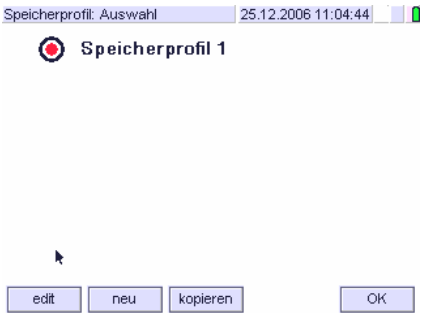 Speicherprofil: Auswahl 25.12.2006 11:04:44
Speicherprofil 1
edit neu kopieren OK